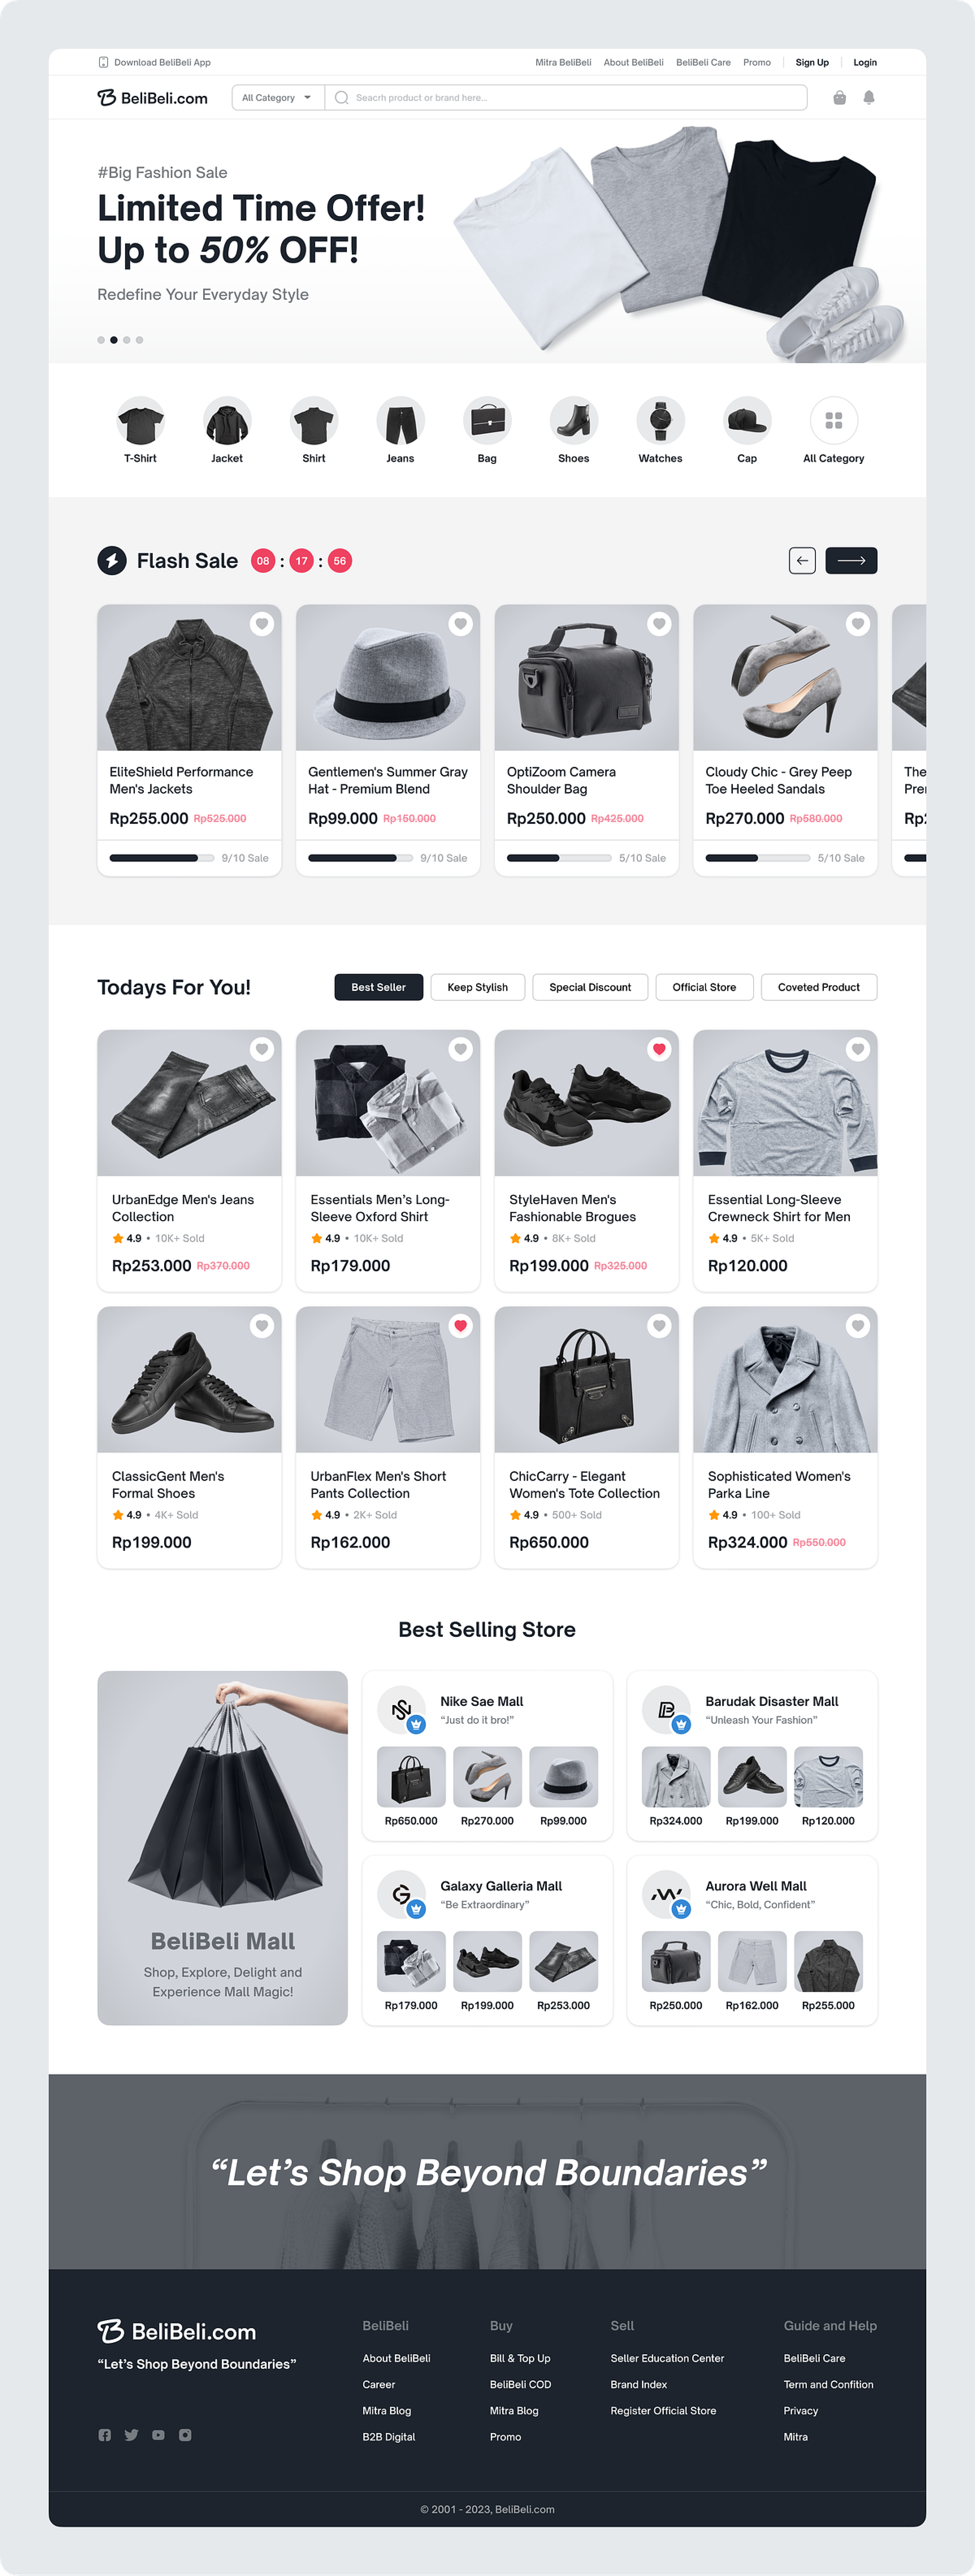 Download BeliBeli App
Mitra BeliBeli About BeliBeli BeliBeli Care Promo Sign Up Login
BeliBeli.com
All Category
Seacrh product or brand here...
#Big Fashion Sale
Limited Time Offer!
Up to 50% OFF!
Redefine Your Everyday Style
T-Shirt Jacket Shirt Jeans Bag Shoes Watches Cap All Category
Flash Sale 08 : 17 : 56
EliteShield Performance
Men's Jackets
Rp255.000 Rp525.000
9/10 Sale
Gentlemen's Summer Gray
Hat - Premium Blend
Rp99.000 Rp150.000
9/10 Sale
OptiZoom Camera
Shoulder Bag
Rp250.000 Rp425.000
5/10 Sale
Cloudy Chic - Grey Peep
Toe Heeled Sandals
Rp270.000 Rp580.000
5/10 Sale
The
Pre
Rp2
Todays For You!
Best Seller Keep Stylish Special Discount Official Store Coveted Product
UrbanEdge Men's Jeans
Collection
4.9 • 10K+ Sold
Rp253.000 Rp370.000
Essentials Men’s Long-
Sleeve Oxford Shirt
4.9 • 10K+ Sold
Rp179.000
StyleHaven Men's
Fashionable Brogues
4.9 • 8K+ Sold
Rp199.000 Rp325.000
Essential Long-Sleeve
Crewneck Shirt for Men
4.9 • 5K+ Sold
Rp120.000
ClassicGent Men's
Formal Shoes
4.9 • 4K+ Sold
Rp199.000
UrbanFlex Men's Short
Pants Collection
4.9 • 2K+ Sold
Rp162.000
ChicCarry - Elegant
Women's Tote Collection
4.9 • 500+ Sold
Rp650.000
Sophisticated Women's
Parka Line
4.9 • 100+ Sold
Rp324.000 Rp550.000
Best Selling Store
BeliBeli Mall
Shop, Explore, Delight and
Experience Mall Magic!
Nike Sae Mall
“Just do it bro!”
Rp650.000 Rp270.000 Rp99.000
Barudak Disaster Mall
“Unleash Your Fashion”
Rp324.000 Rp199.000 Rp120.000
Galaxy Galleria Mall
“Be Extraordinary”
Rp179.000 Rp199.000 Rp253.000
Aurora Well Mall
“Chic, Bold, Confident”
Rp250.000 Rp162.000 Rp255.000
“Let’s Shop Beyond Boundaries”
BeliBeli.com
“Let’s Shop Beyond Boundaries”
BeliBeli
About BeliBeli
Career
Mitra Blog
B2B Digital
Buy
Bill & Top Up
BeliBeli COD
Mitra Blog
Promo
Sell
Seller Education Center
Brand Index
Register Official Store
Guide and Help
BeliBeli Care
Term and Confition
Privacy
Mitra
© 2001 - 2023, BeliBeli.com